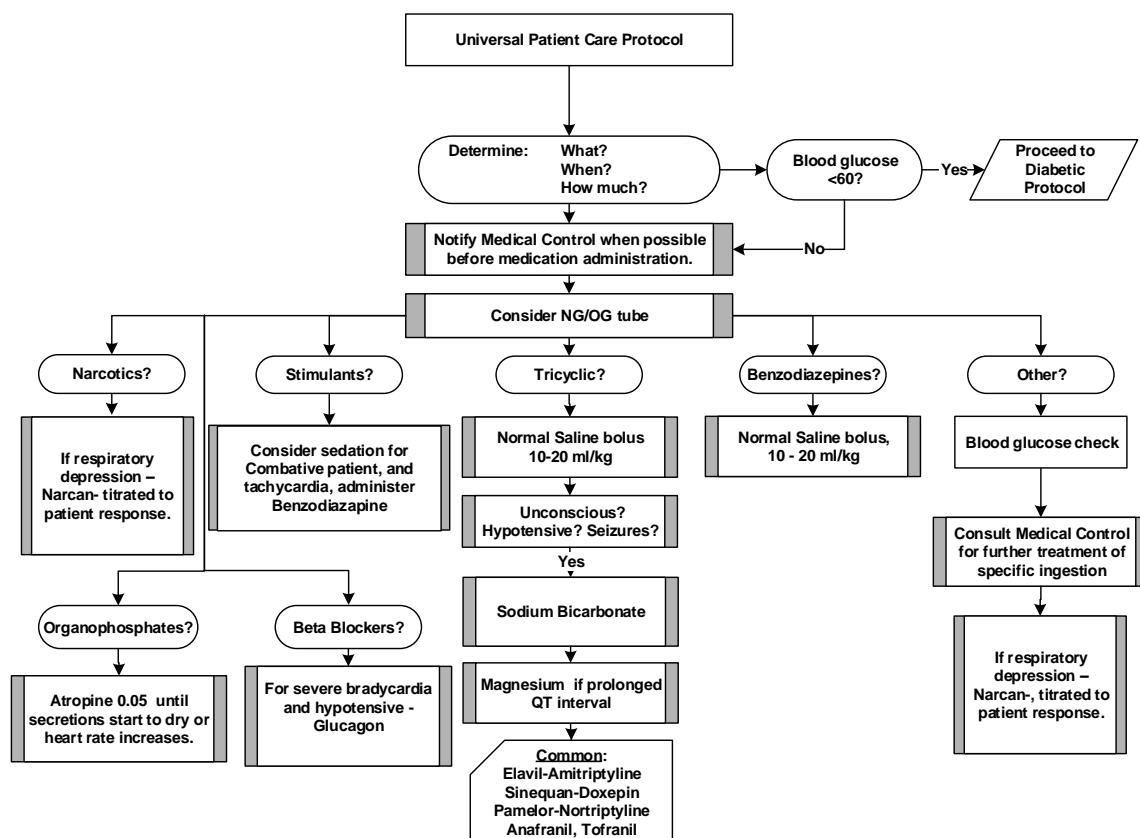 Universal Patient Care Protocol
Determine: What?
When?
How much?
Blood glucose
<60?
Yes
Proceed to
Diabetic
Protocol
No
Notify Medical Control when possible
before medication administration.
Consider NG/OG tube
Narcotics?
Stimulants?
Tricyclic?
Benzodiazepines?
Other?
If respiratory
depression –
Narcan- titrated to
patient response.
Consider sedation for
Combative patient, and
tachycardia, administer
Benzodiazapine
Normal Saline bolus
10-20 ml/kg
Normal Saline bolus,
10 - 20 ml/kg
Blood glucose check
Unconscious?
Hypotensive? Seizures?
Yes
Consult Medical Control
for further treatment of
specific ingestion
Organophosphates?
Beta Blockers?
Sodium Bicarbonate
Atropine 0.05 until
secretions start to dry or
heart rate increases.
For severe bradycardia
and hypotensive -
Glucagon
Magnesium if prolonged
QT interval
If respiratory
depression –
Narcan-, titrated to
patient response.
Common:
Elavil-Amitriptyline
Sinequan-Doxepin
Pamelor-Nortriptyline
Anafranil, Tofranil